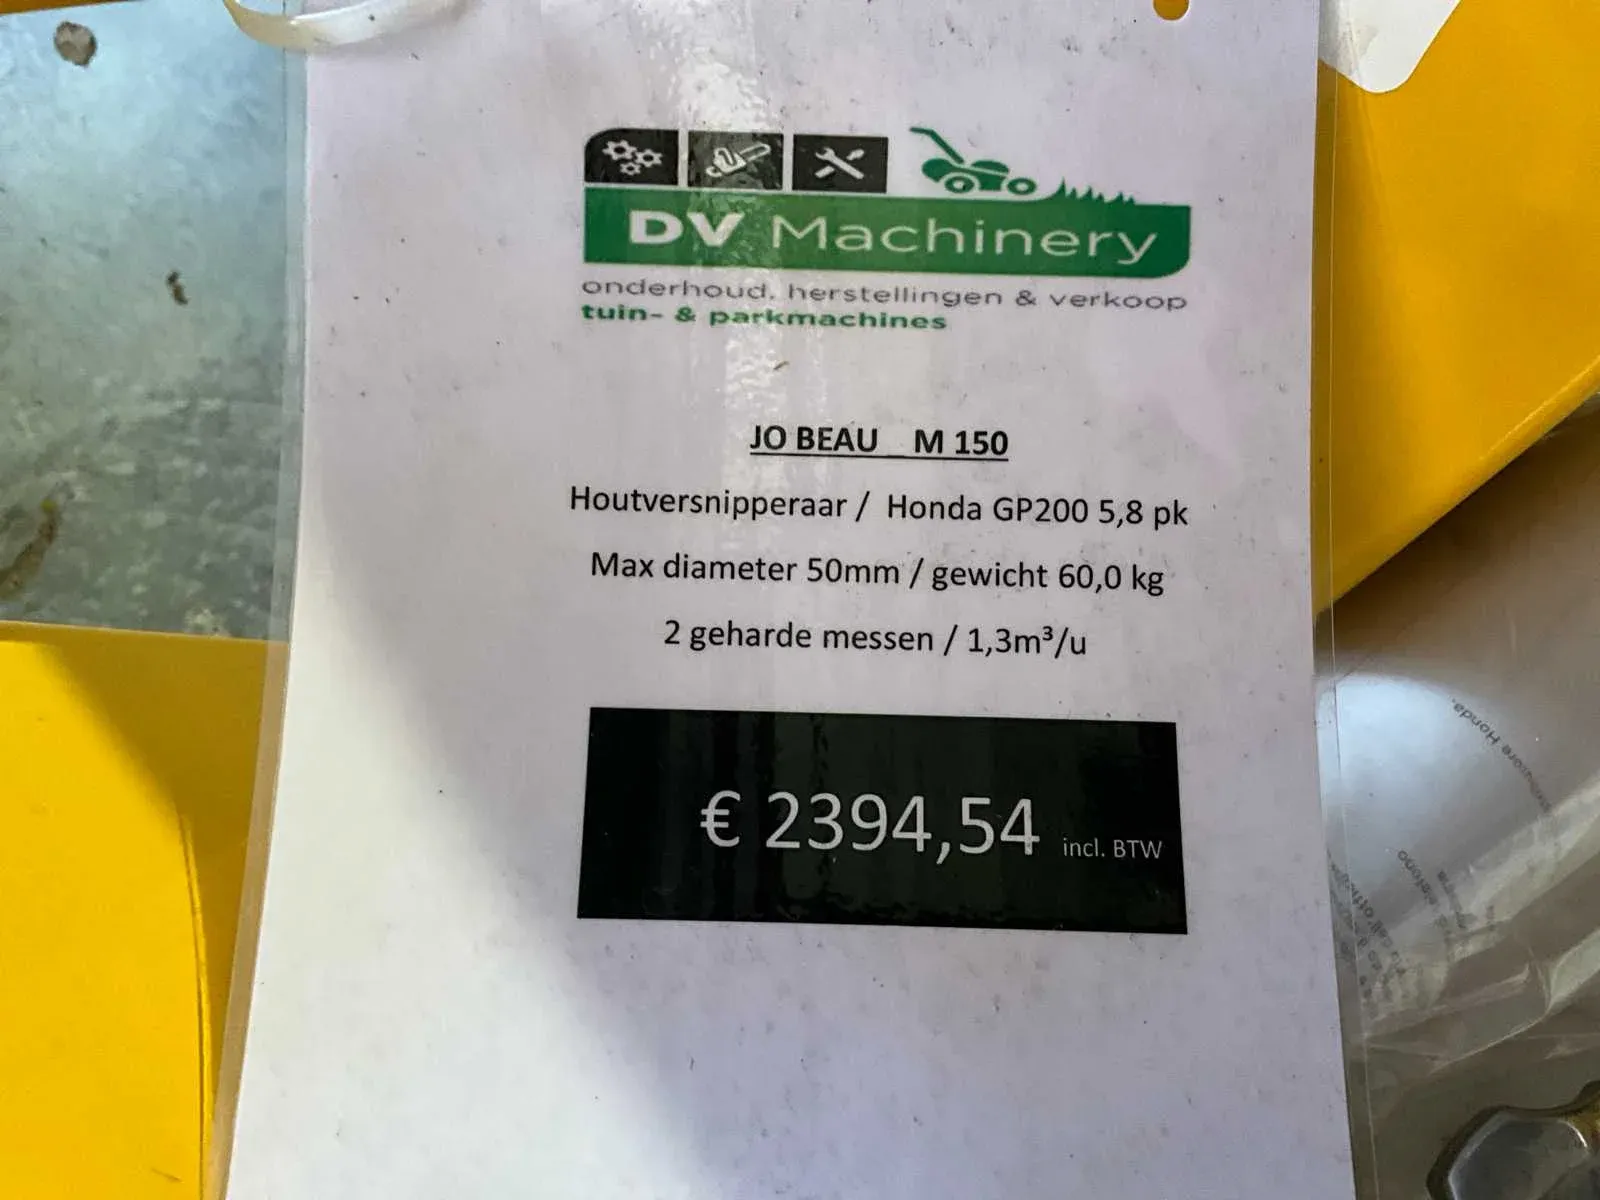 DV Machinery
onderhoud, herstellingen & verkoop
tuin- & parkmachines
JO BEAU M 150
Houtversnipperaar / Honda GP200 5,8 pk
Max diameter 50mm / gewicht 60,0 kg
2 geharde messen / 1,3m³/u
€ 2394,54 incl. BTW
Honda.